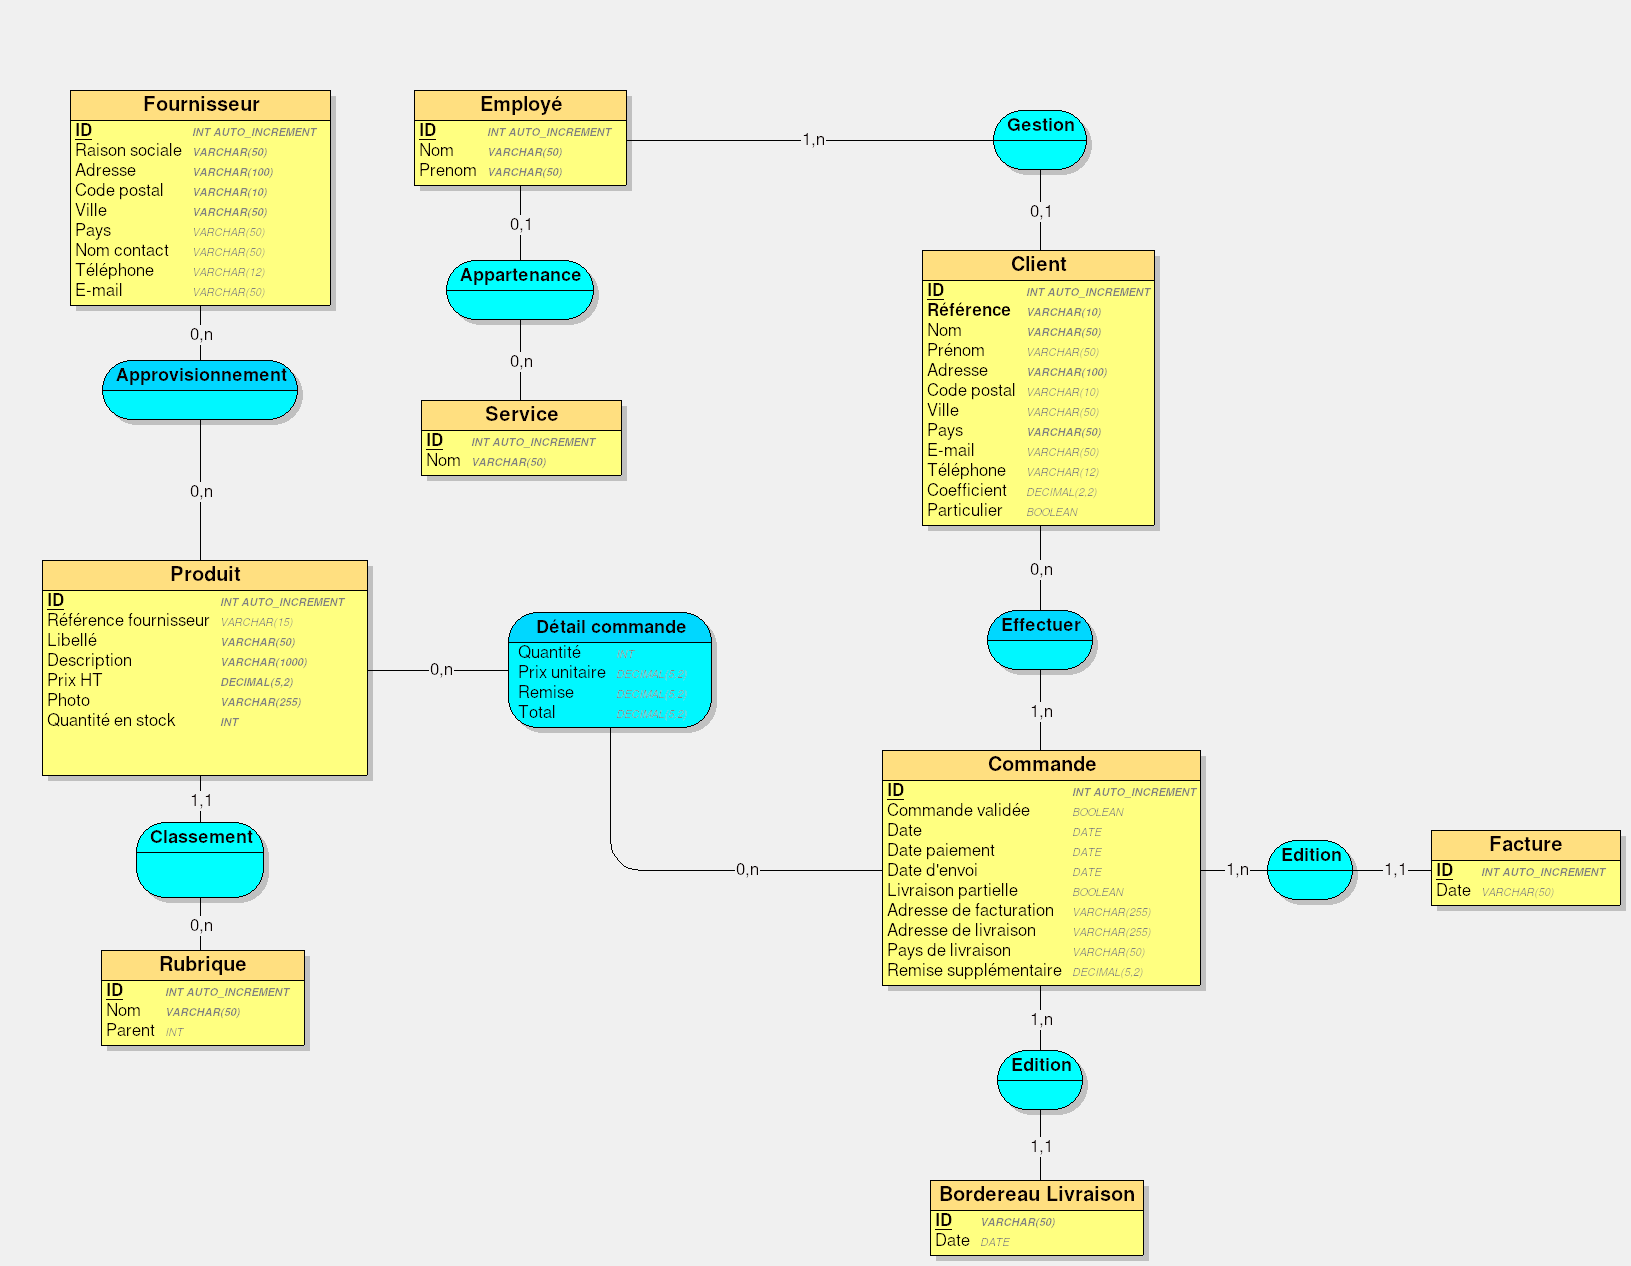 Fournisseur
ID INT AUTO_INCREMENT
Raison sociale VARCHAR(50)
Adresse VARCHAR(100)
Code postal VARCHAR(10)
Ville VARCHAR(50)
Pays VARCHAR(50)
Nom contact VARCHAR(50)
Téléphone VARCHAR(12)
E-mail VARCHAR(50)
0,n
Approvisionnement
0,n
Employé
ID INT AUTO_INCREMENT
Nom VARCHAR(50)
Prenom VARCHAR(50)
1,n
Gestion
0,1
0,1
Appartenance
0,n
Service
ID INT AUTO_INCREMENT
Nom VARCHAR(50)
Client
ID INT AUTO_INCREMENT
Référence VARCHAR(10)
Nom VARCHAR(50)
Prénom VARCHAR(50)
Adresse VARCHAR(100)
Code postal VARCHAR(10)
Ville VARCHAR(50)
Pays VARCHAR(50)
E-mail VARCHAR(50)
Téléphone VARCHAR(12)
Coefficient DECIMAL(2,2)
Particulier BOOLEAN
0,n
Effectuer
1,n
Produit
ID INT AUTO_INCREMENT
Référence fournisseur VARCHAR(15)
Libellé VARCHAR(50)
Description VARCHAR(1000)
Prix HT DECIMAL(5,2)
Photo VARCHAR(255)
Quantité en stock INT
0,n
Détail commande
Quantité INT
Prix unitaire DECIMAL(5,2)
Remise DECIMAL(5,2)
Total DECIMAL(5,2)
0,n
1,1
Classement
0,n
Rubrique
ID INT AUTO_INCREMENT
Nom VARCHAR(50)
Parent INT
Commande
ID INT AUTO_INCREMENT
Commande validée BOOLEAN
Date DATE
Date paiement DATE
Date d'envoi DATE
Livraison partielle BOOLEAN
Adresse de facturation VARCHAR(255)
Adresse de livraison VARCHAR(255)
Pays de livraison VARCHAR(50)
Remise supplémentaire DECIMAL(5,2)
1,n
Edition
1,1
Facture
ID INT AUTO_INCREMENT
Date VARCHAR(50)
1,n
Edition
1,1
Bordereau Livraison
ID VARCHAR(50)
Date DATE